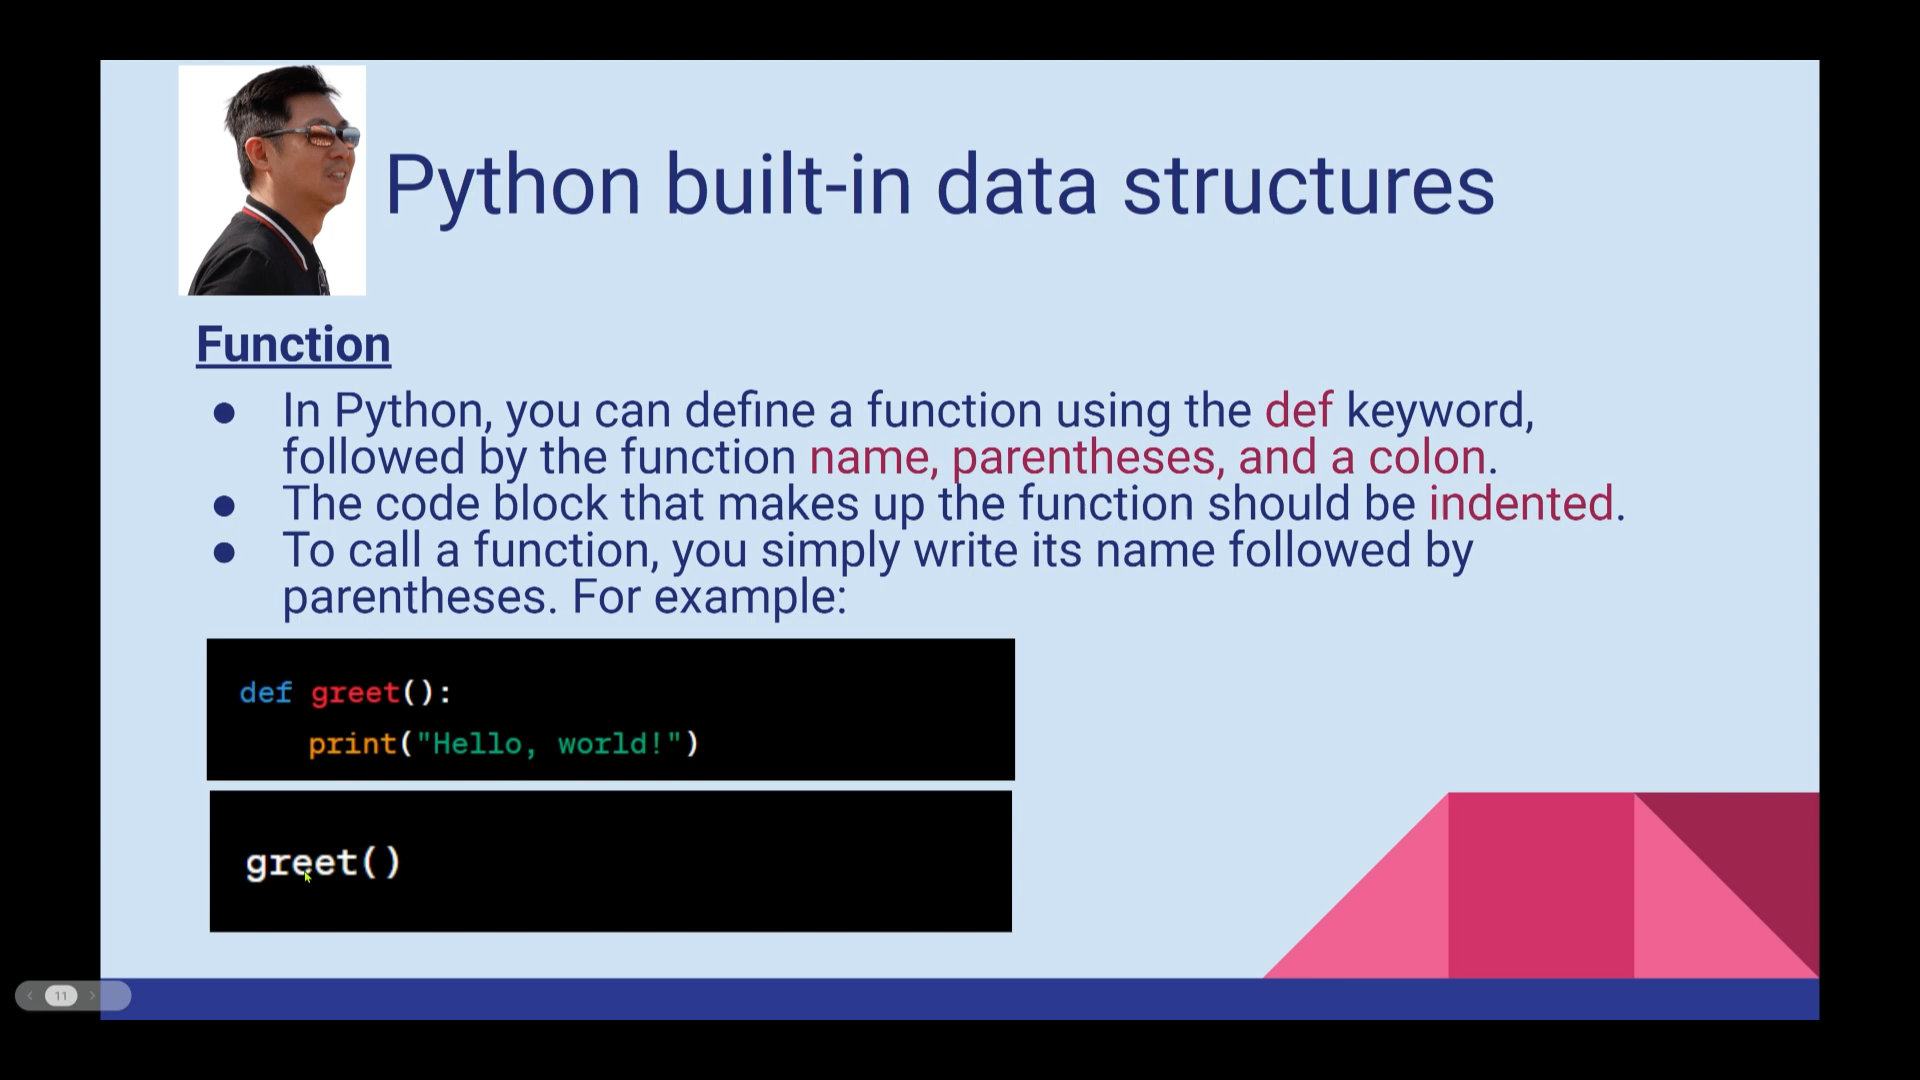 Python built-in data structures
Function
● In Python, you can define a function using the def keyword,
followed by the function name, parentheses, and a colon.
● The code block that makes up the function should be indented.
● To call a function, you simply write its name followed by
parentheses. For example:
def greet():
    print("Hello, world!")
greet()
11